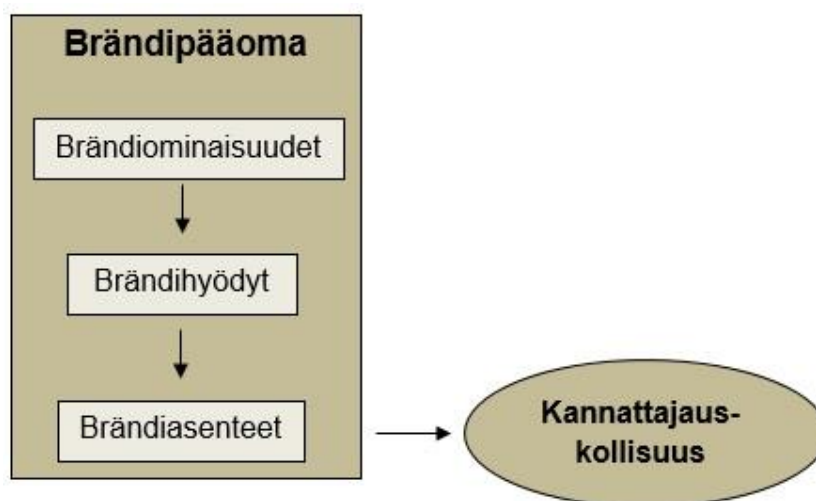 Brändipääoma
Brändiominaisuudet
Brändihyödyt
Brändiasenteet
Kannattajaus-
kollisuus